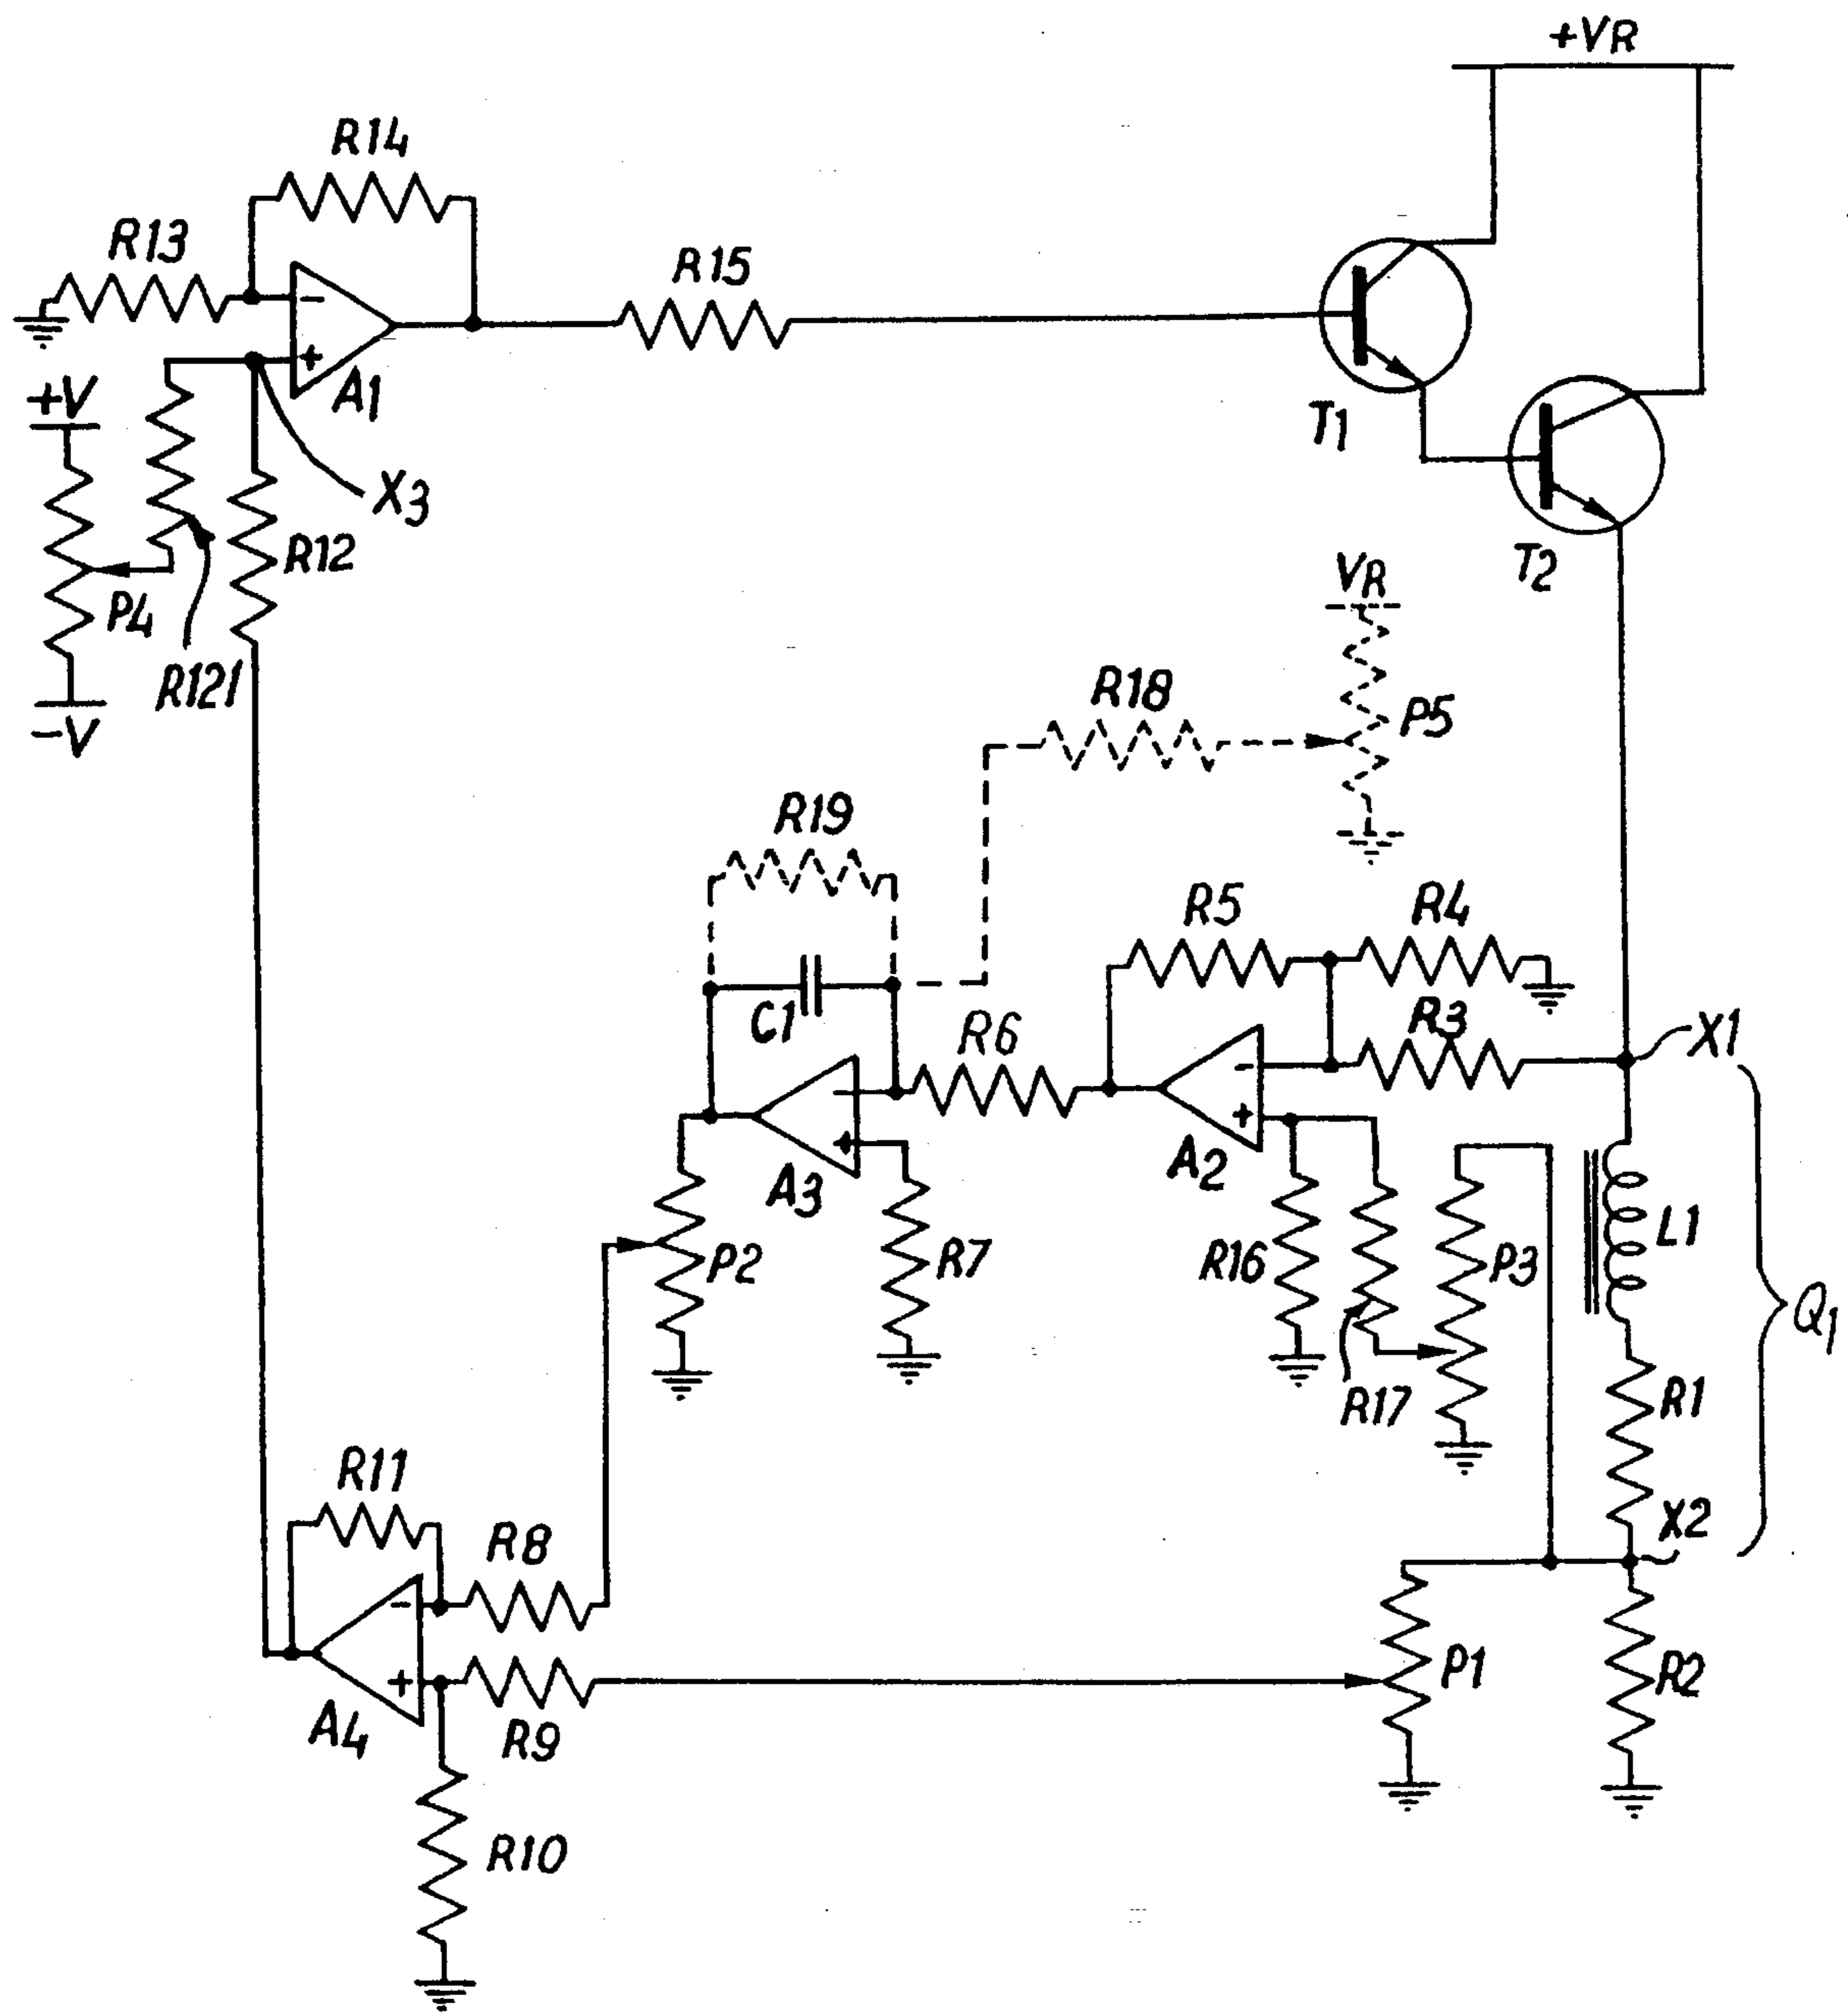 +VR
R14
R13
R15
-
+
A1
+V
T1
X3
R12
T2
VR
P4
R121
R18
P5
-V
R19
R5
R4
C1
R6
R3
X1
-
-
+
+
A2
A3
P2
R7
R16
P3
L1
Q1
R17
R1
R11
R8
X2
-
+
P1
R2
A4
R9
R10